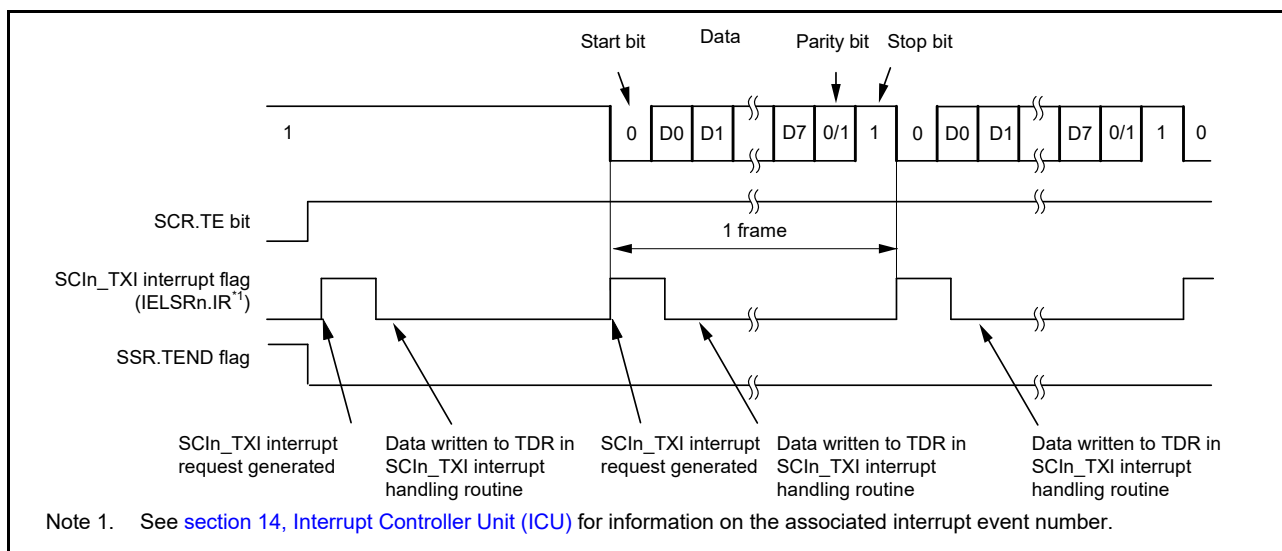 Start bit Data Parity bit Stop bit
1 0 D0 D1 D7 0/1 1 0 D0 D1 D7 0/1 1 0
SCR.TE bit
1 frame
SCIn_TXI interrupt flag
(IELSRn.IR*1)
SSR.TEND flag
SCIn_TXI interrupt
request generated
Data written to TDR in
SCIn_TXI interrupt
handling routine
SCIn_TXI interrupt
request generated
Data written to TDR in
SCIn_TXI interrupt
handling routine
Data written to TDR in
SCIn_TXI interrupt
handling routine
Note 1. See section 14, Interrupt Controller Unit (ICU) for information on the associated interrupt event number.